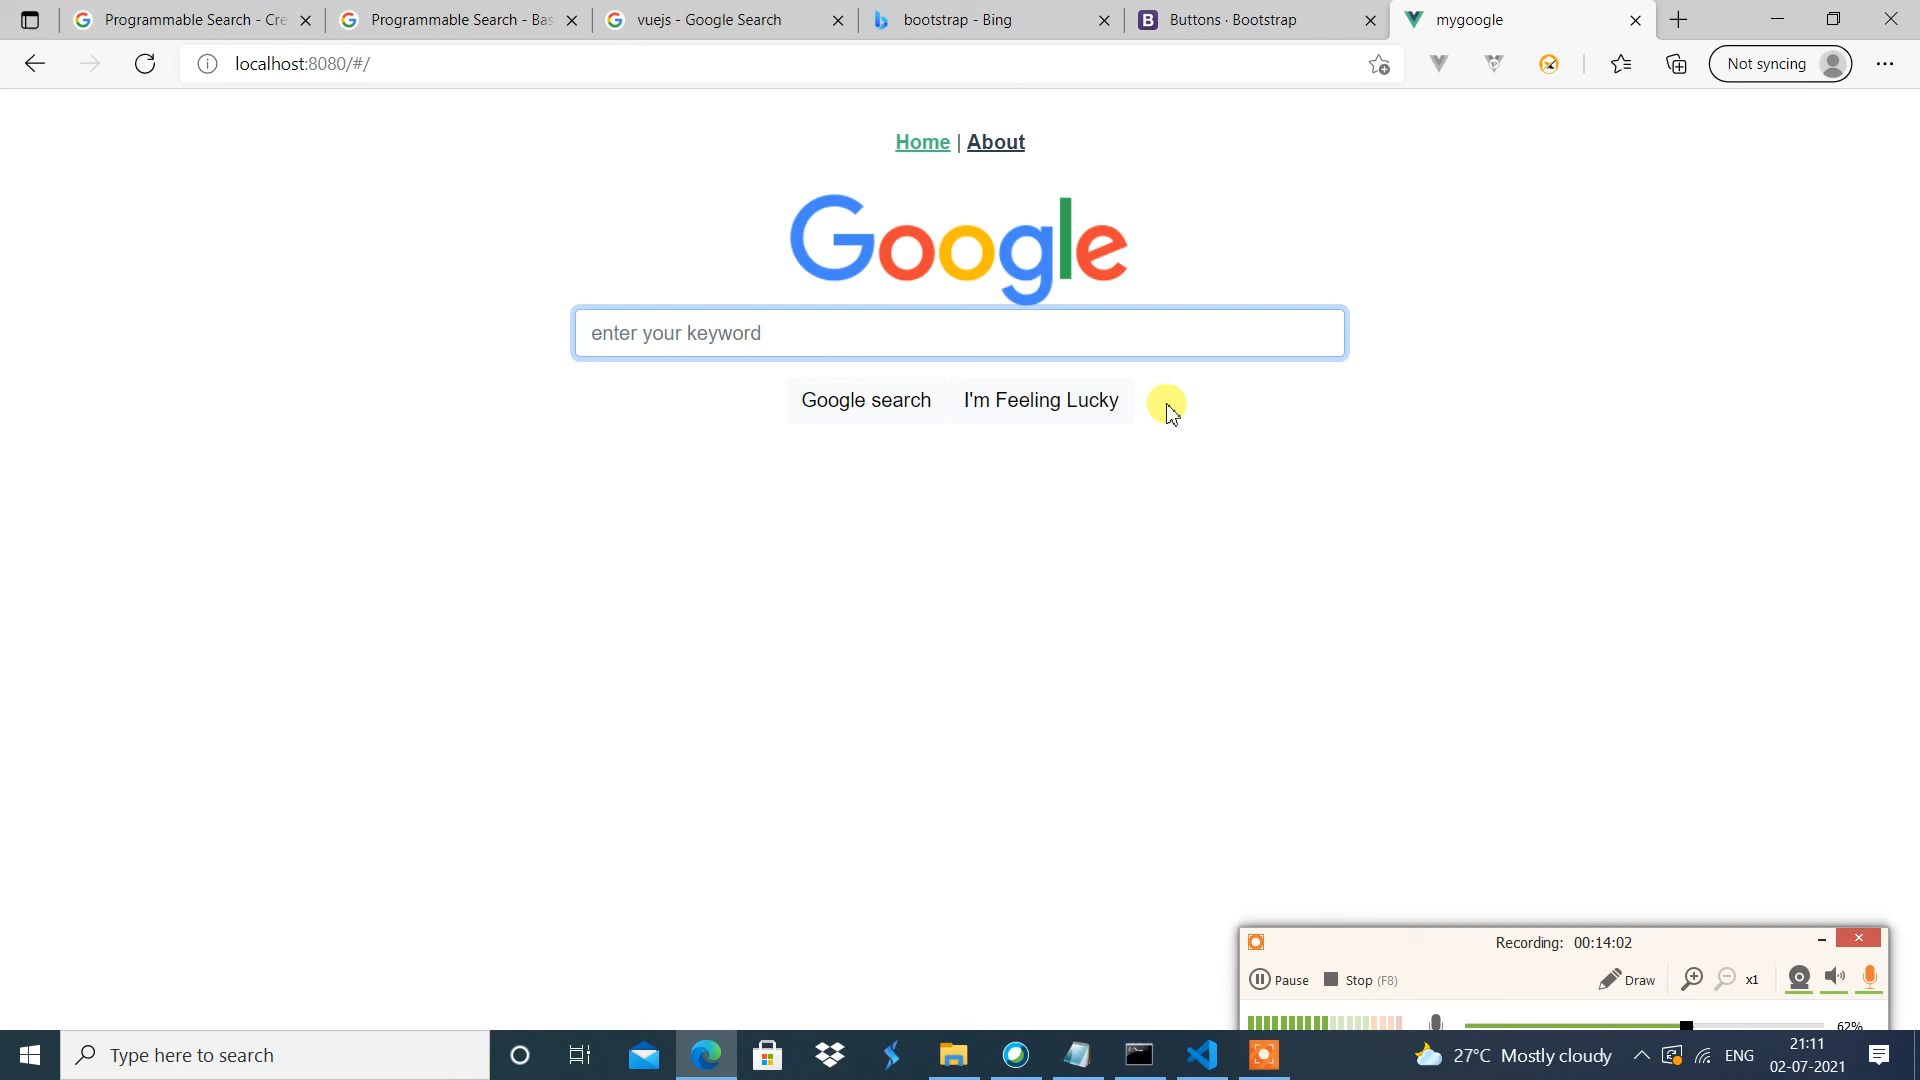 Programmable Search - Cre
Programmable Search - Bas
vuejs - Google Search
bootstrap - Bing
Buttons · Bootstrap
mygoogle
localhost:8080/#/
Not syncing
Home | About
Google
enter your keyword
Google search
I'm Feeling Lucky
Recording: 00:14:02
Pause
Stop (F8)
Draw
x1
62%
Type here to search
27°C Mostly cloudy
ENG
21:11
02-07-2021